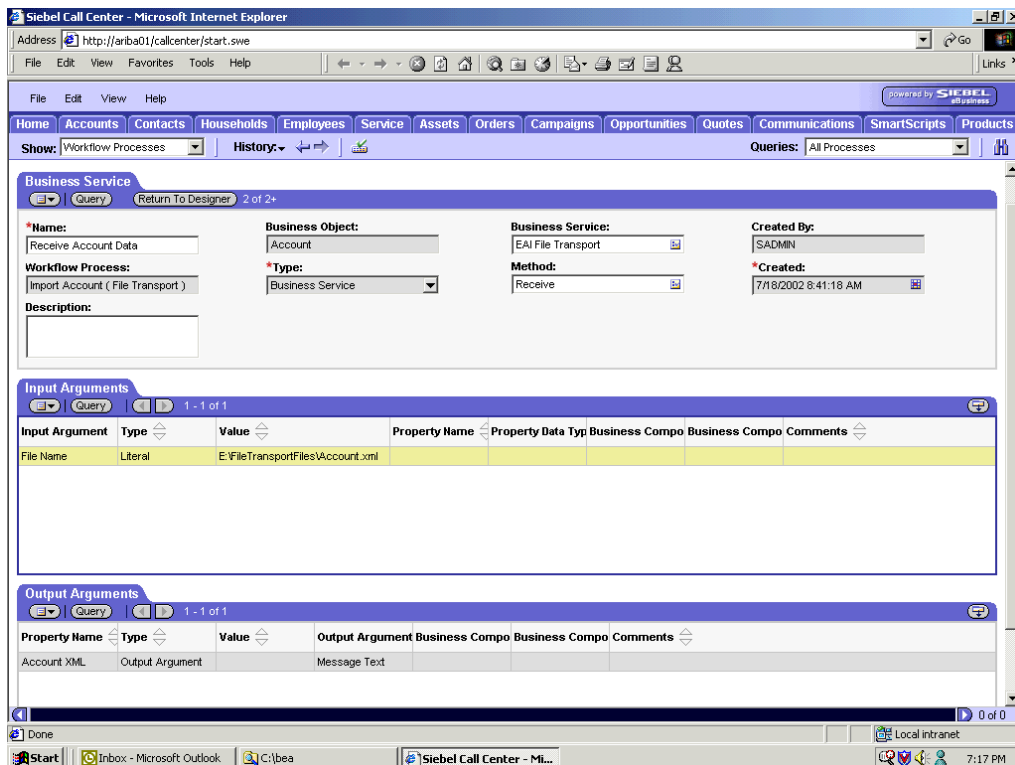 Siebel Call Center - Microsoft Internet Explorer
Address http://ariba01/callcenter/start.swe Go
File Edit View Favorites Tools Help Links
File Edit View Help powered by SIEBEL eBusiness
Home Accounts Contacts Households Employees Service Assets Orders Campaigns Opportunities Quotes Communications SmartScripts Products
Show: Workflow Processes History: Queries: All Processes
Business Service
Query Return To Designer 2 of 2+
*Name: Business Object: Business Service: Created By:
Receive Account Data Account EAI File Transport SADMIN
Workflow Process: *Type: Method: *Created:
Import Account ( File Transport ) Business Service Receive 7/18/2002 8:41:18 AM
Description:
Input Arguments
Query 1 - 1 of 1
Input Argument Type Value Property Name Property Data Typ Business Compo Business Compo Comments
File Name Literal E:\FileTransportFiles\Account.xml
Output Arguments
Query 1 - 1 of 1
Property Name Type Value Output Argument Business Compo Business Compo Comments
Account XML Output Argument Message Text
0 of 0
Done Local intranet
Start Inbox - Microsoft Outlook C:\bea Siebel Call Center - Mi... 7:17 PM